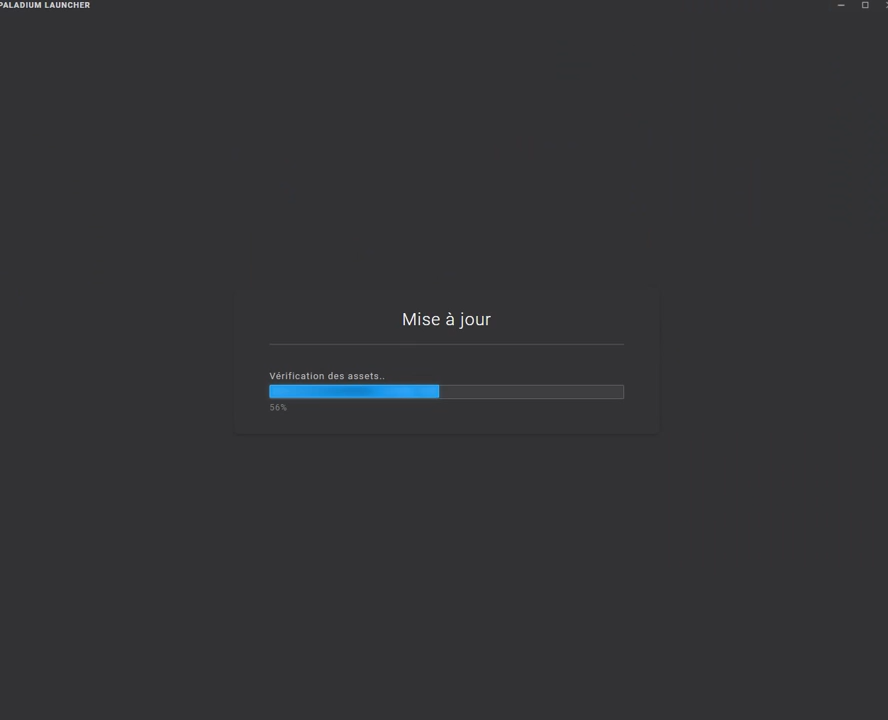 PALADIUM LAUNCHER
Mise à jour
Vérification des assets..
56%